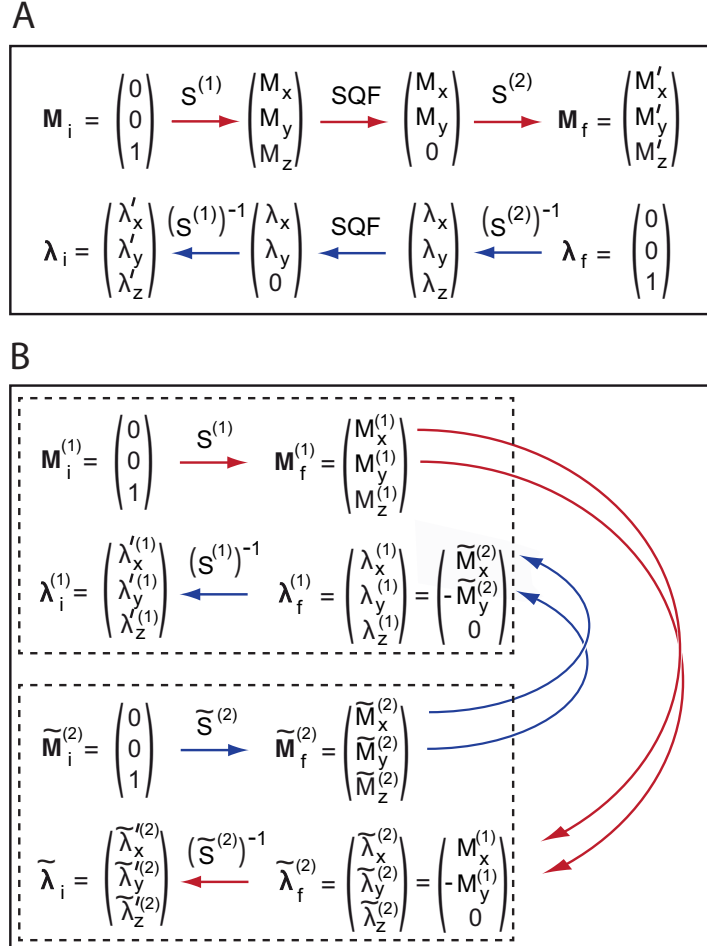 A
M_i = (0 0 1) S^(1) (M_x M_y M_z) SQF (M_x M_y 0) S^(2) M_f = (M'_x M'_y M'_z)
λ_i = (λ'_x λ'_y λ'_z) (S^(1))^-1 (λ_x λ_y 0) SQF (λ_x λ_y λ_z) (S^(2))^-1 λ_f = (0 0 1)
B
M_i^(1) = (0 0 1) S^(1) M_f^(1) = (M_x^(1) M_y^(1) M_z^(1))
λ_i^(1) = (λ'_x^(1) λ'_y^(1) λ'_z^(1)) (S^(1))^-1 λ_f^(1) = (λ_x^(1) λ_y^(1) λ_z^(1)) = (M̃_x^(2) -M̃_y^(2) 0)
M̃_i^(2) = (0 0 1) S̃^(2) M̃_f^(2) = (M̃_x^(2) M̃_y^(2) M̃_z^(2))
λ̃_i = (λ̃'_x^(2) λ̃'_y^(2) λ̃'_z^(2)) (S̃^(2))^-1 λ̃_f^(2) = (λ̃_x^(2) λ̃_y^(2) λ̃_z^(2)) = (M_x^(1) -M_y^(1) 0)